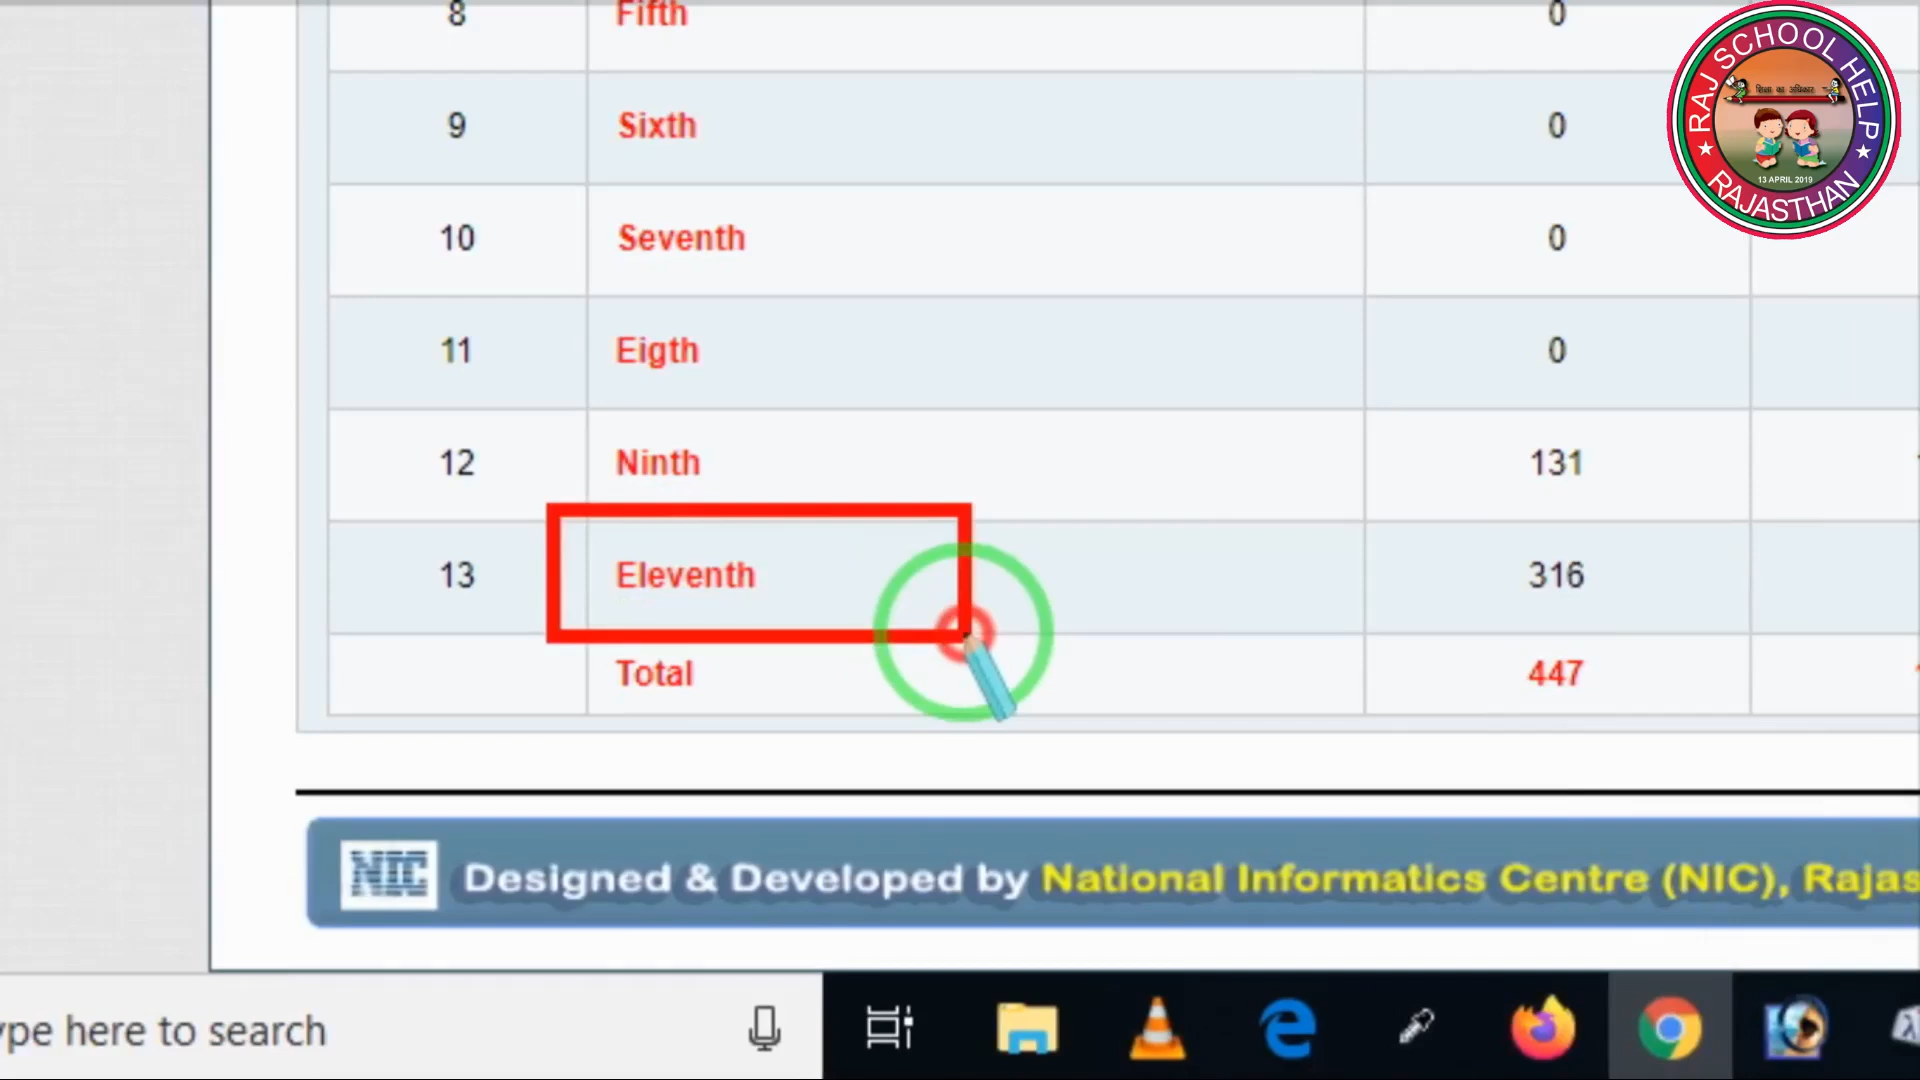 8 Fifth 0
9 Sixth 0
10 Seventh 0
11 Eigth 0
12 Ninth 131
13 Eleventh 316
Total 447
NIC Designed & Developed by National Informatics Centre (NIC), Rajas
ype here to search
RAJ SCHOOL HELP
शिक्षा का अधिकार
13 APRIL 2019
RAJASTHAN